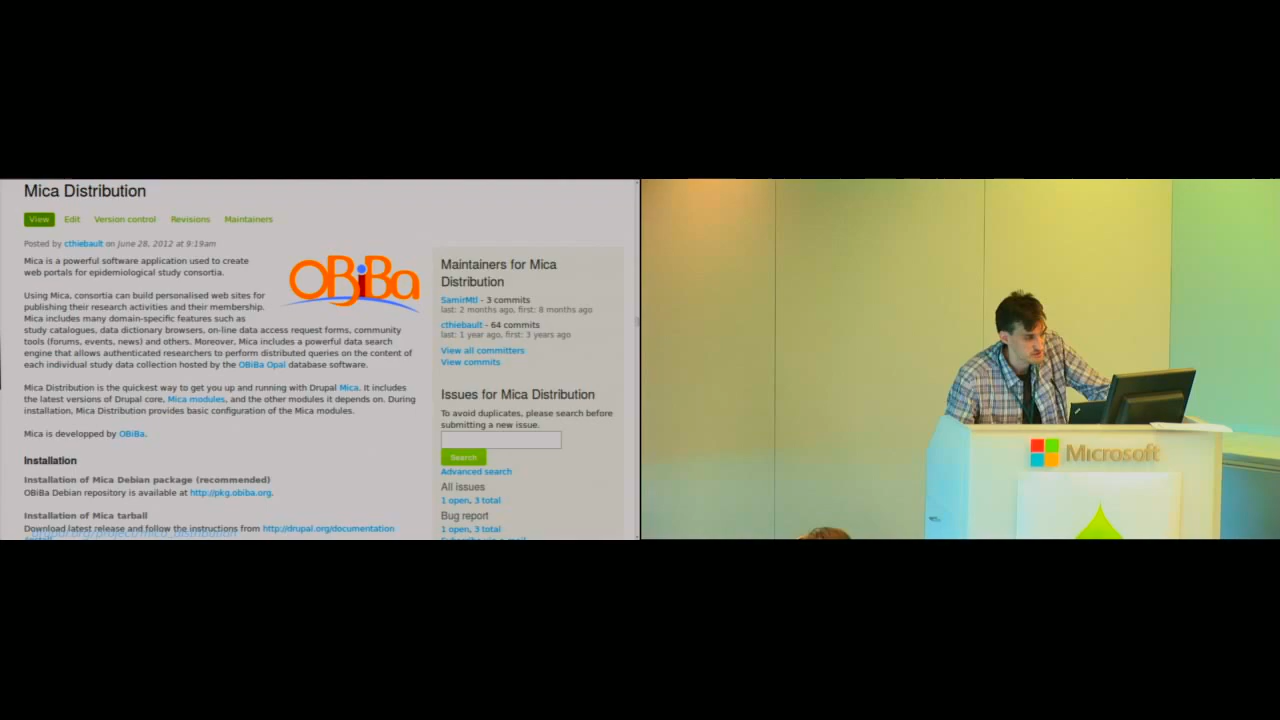 Mica Distribution
View Edit Version control Revisions Maintainers
Posted by cthiebault on June 28, 2012 at 9:19am
Mica is a powerful software application used to create
web portals for epidemiological study consortia.
OBiBa
Using Mica, consortia can build personalised web sites for
publishing their research activities and their membership.
Mica includes many domain-specific features such as
study catalogues, data dictionary browsers, on-line data access request forms, community
tools (forums, events, news) and others. Moreover, Mica includes a powerful data search
engine that allows authenticated researchers to perform distributed queries on the content of
each individual study data collection hosted by the OBiBa Opal database software.
Mica Distribution is the quickest way to get you up and running with Drupal Mica. It includes
the latest versions of Drupal core, Mica modules, and the other modules it depends on. During
installation, Mica Distribution provides basic configuration of the Mica modules.
Mica is developped by OBiBa.
Installation
Installation of Mica Debian package (recommended)
OBiBa Debian repository is available at http://pkg.obiba.org.
Installation of Mica tarball
Download latest release and follow the instructions from http://drupal.org/documentation
drupal.org/project/mica_distribution
Maintainers for Mica
Distribution
SamirMtl - 3 commits
last: 2 months ago, first: 8 months ago
cthiebault - 64 commits
last: 1 year ago, first: 3 years ago
View all committers
View commits
Issues for Mica Distribution
To avoid duplicates, please search before
submitting a new issue.
Search
Advanced search
All issues
1 open, 3 total
Bug report
1 open, 3 total
Microsoft